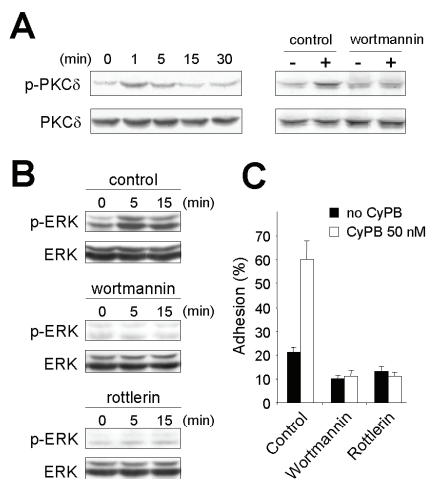 A
(min) 0 1 5 15 30
control wortmannin
- + - +
p-PKCδ
PKCδ
B
control
0 5 15 (min)
p-ERK
ERK
wortmannin
0 5 15 (min)
p-ERK
ERK
rottlerin
0 5 15 (min)
p-ERK
ERK
C
no CyPB
CyPB 50 nM
Adhesion (%)
70
60
50
40
30
20
10
0
Control
Wortmannin
Rottlerin